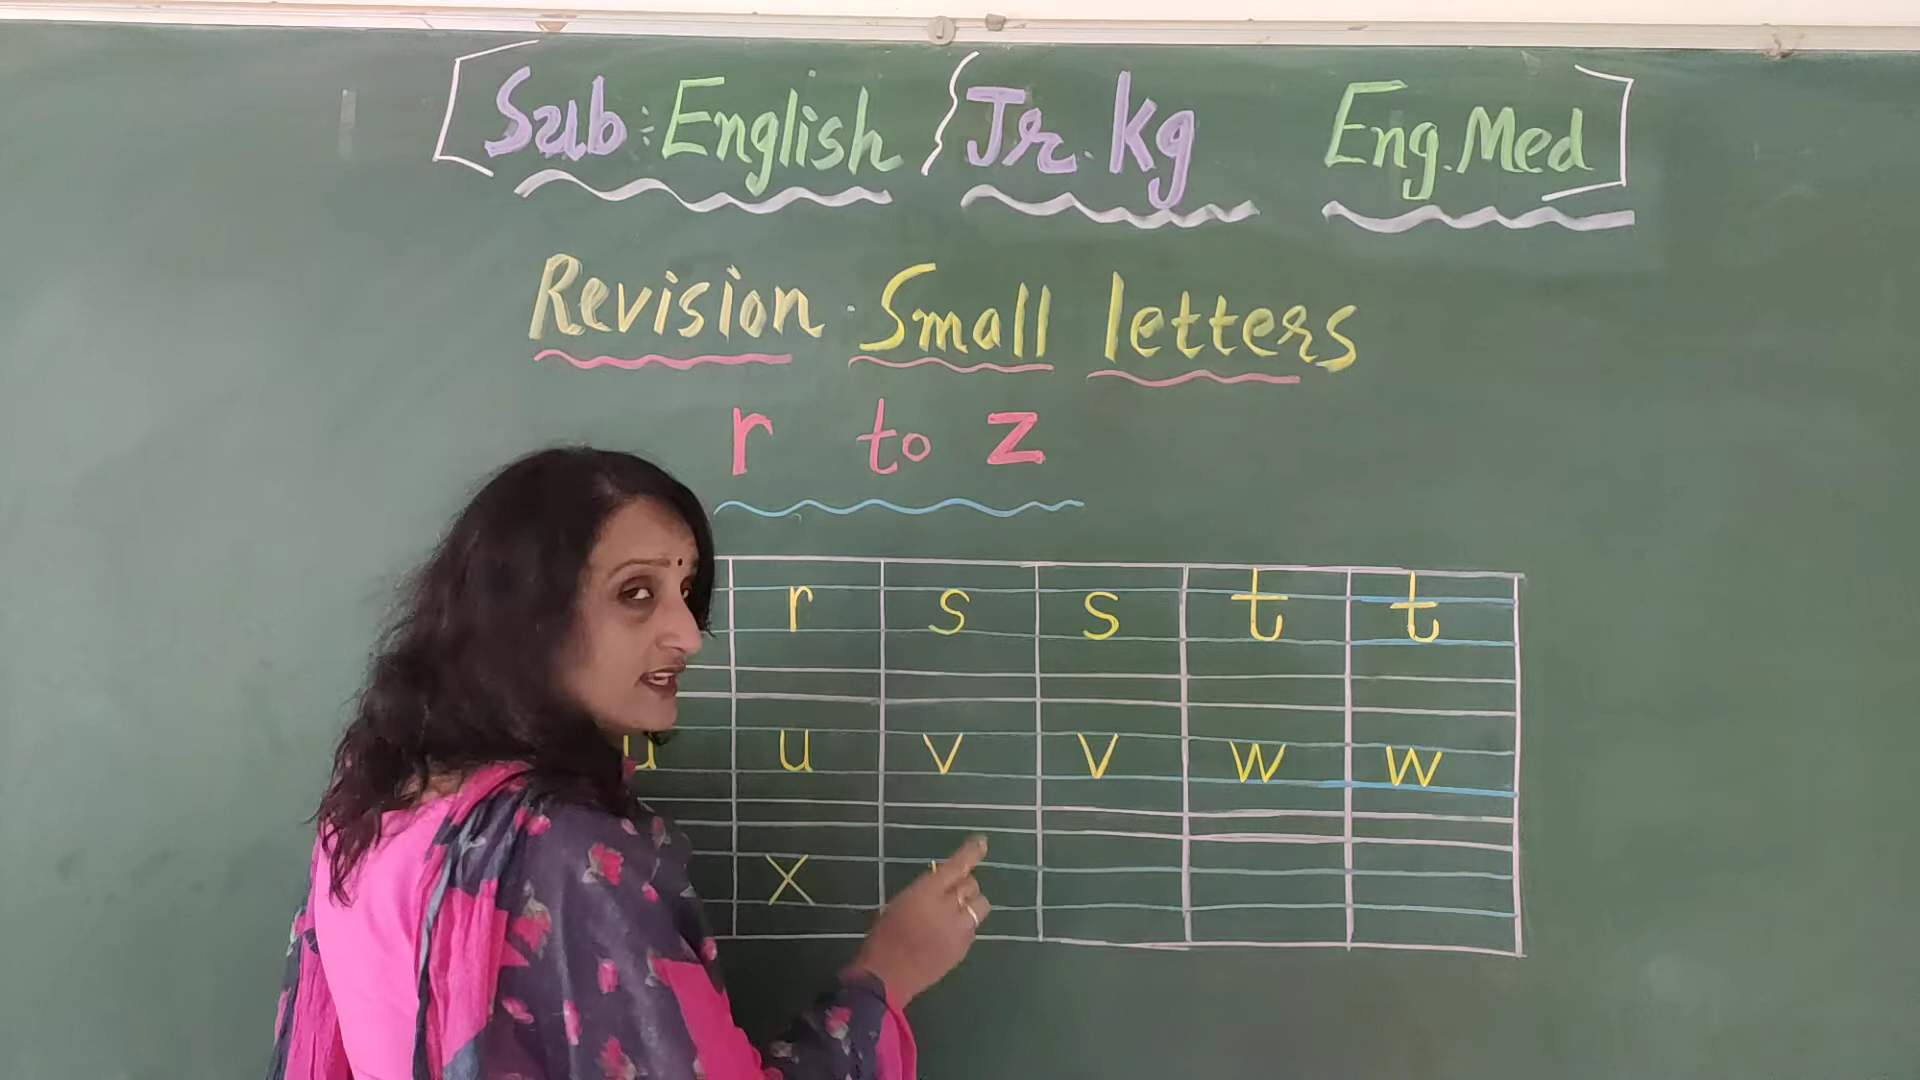 Sub: English Jr. Kg Eng. Med
Revision Small letters
r to z
r s s t t
u u v v w w
x